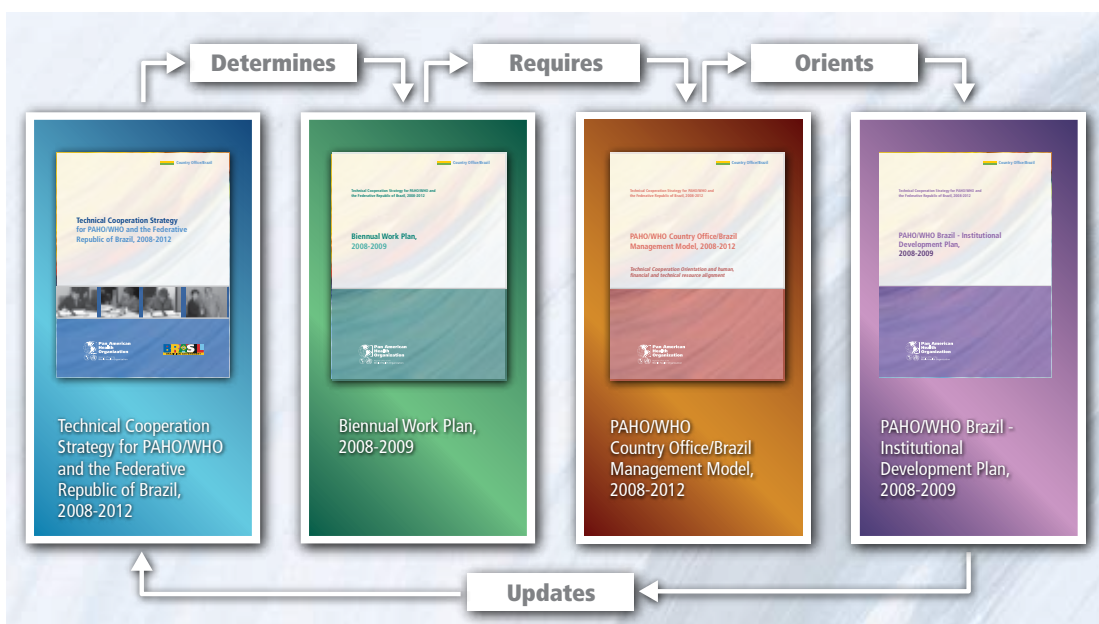 Determines
Requires
Orients
Country Office/Brazil
Technical Cooperation Strategy
for PAHO/WHO and the Federative
Republic of Brazil, 2008-2012
Pan American
Health
Organization
BRASIL
Technical Cooperation
Strategy for PAHO/WHO
and the Federative
Republic of Brazil,
2008-2012
Country Office/Brazil
Technical Cooperation Strategy for PAHO/WHO and
the Federative Republic of Brazil, 2008-2012
Biennual Work Plan,
2008-2009
Pan American
Health
Organization
Biennual Work Plan,
2008-2009
Country Office/Brazil
Technical Cooperation Strategy for PAHO/WHO and
the Federative Republic of Brazil, 2008-2012
PAHO/WHO Country Office/Brazil
Management Model, 2008-2012
Technical Cooperation Orientation and human,
financial and technical resource alignment
Pan American
Health
Organization
PAHO/WHO
Country Office/Brazil
Management Model,
2008-2012
Country Office/Brazil
Technical Cooperation Strategy for PAHO/WHO and
the Federative Republic of Brazil, 2008-2012
PAHO/WHO Brazil - Institutional
Development Plan,
2008-2009
Pan American
Health
Organization
PAHO/WHO Brazil -
Institutional
Development Plan,
2008-2009
Updates